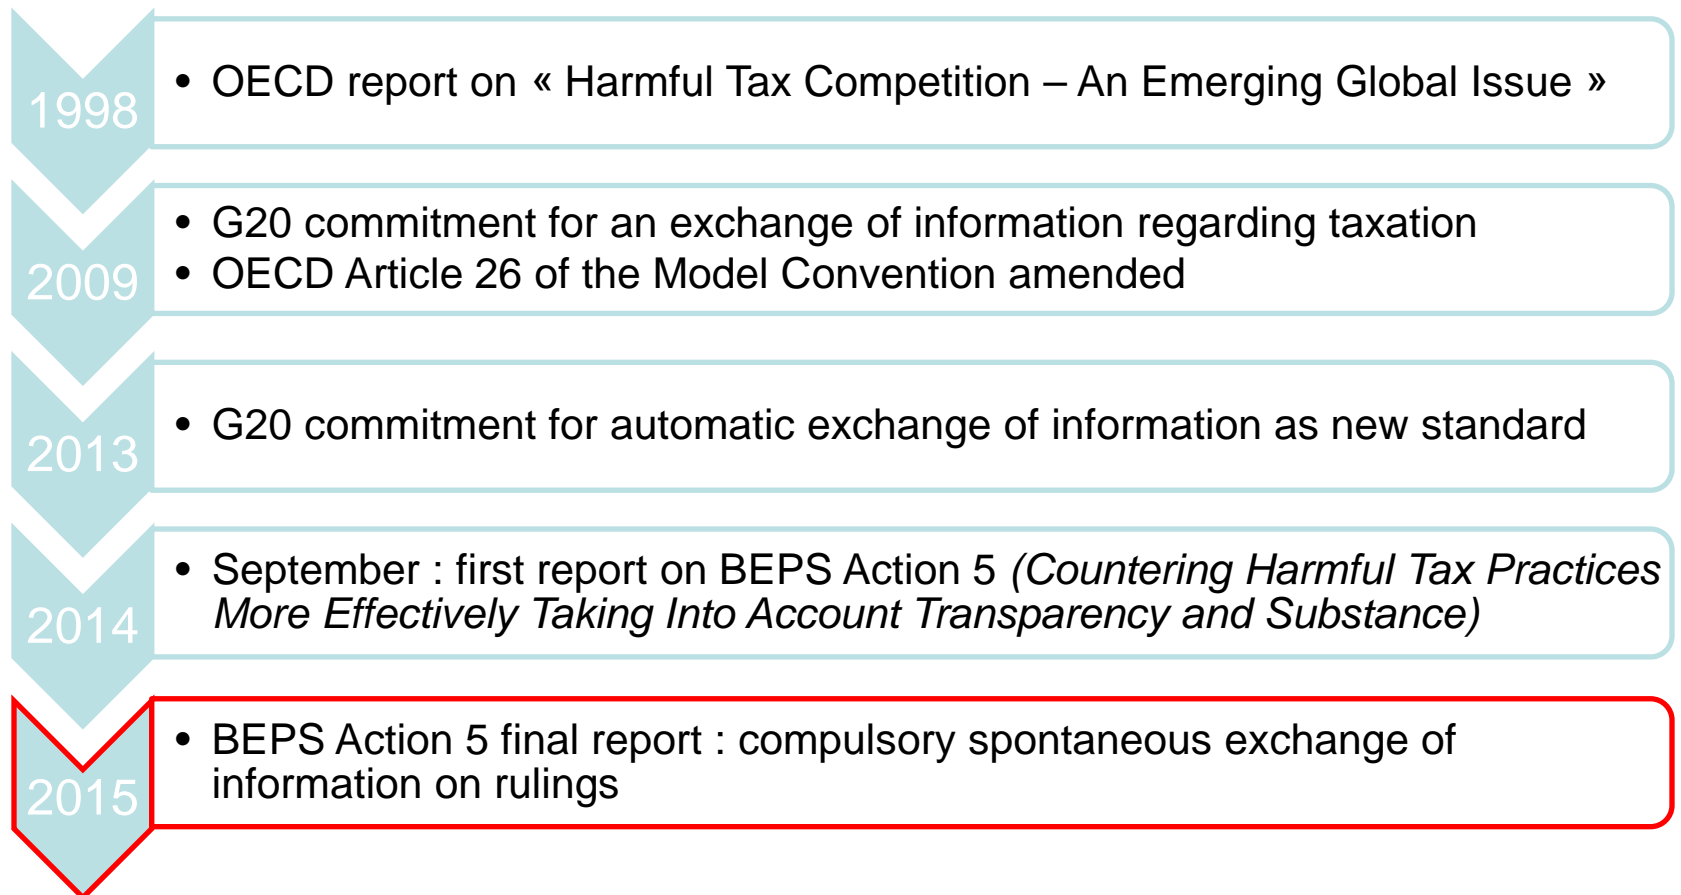 1998
• OECD report on « Harmful Tax Competition – An Emerging Global Issue »
2009
• G20 commitment for an exchange of information regarding taxation
• OECD Article 26 of the Model Convention amended
2013
• G20 commitment for automatic exchange of information as new standard
2014
• September : first report on BEPS Action 5 (Countering Harmful Tax Practices
More Effectively Taking Into Account Transparency and Substance)
2015
• BEPS Action 5 final report : compulsory spontaneous exchange of
information on rulings